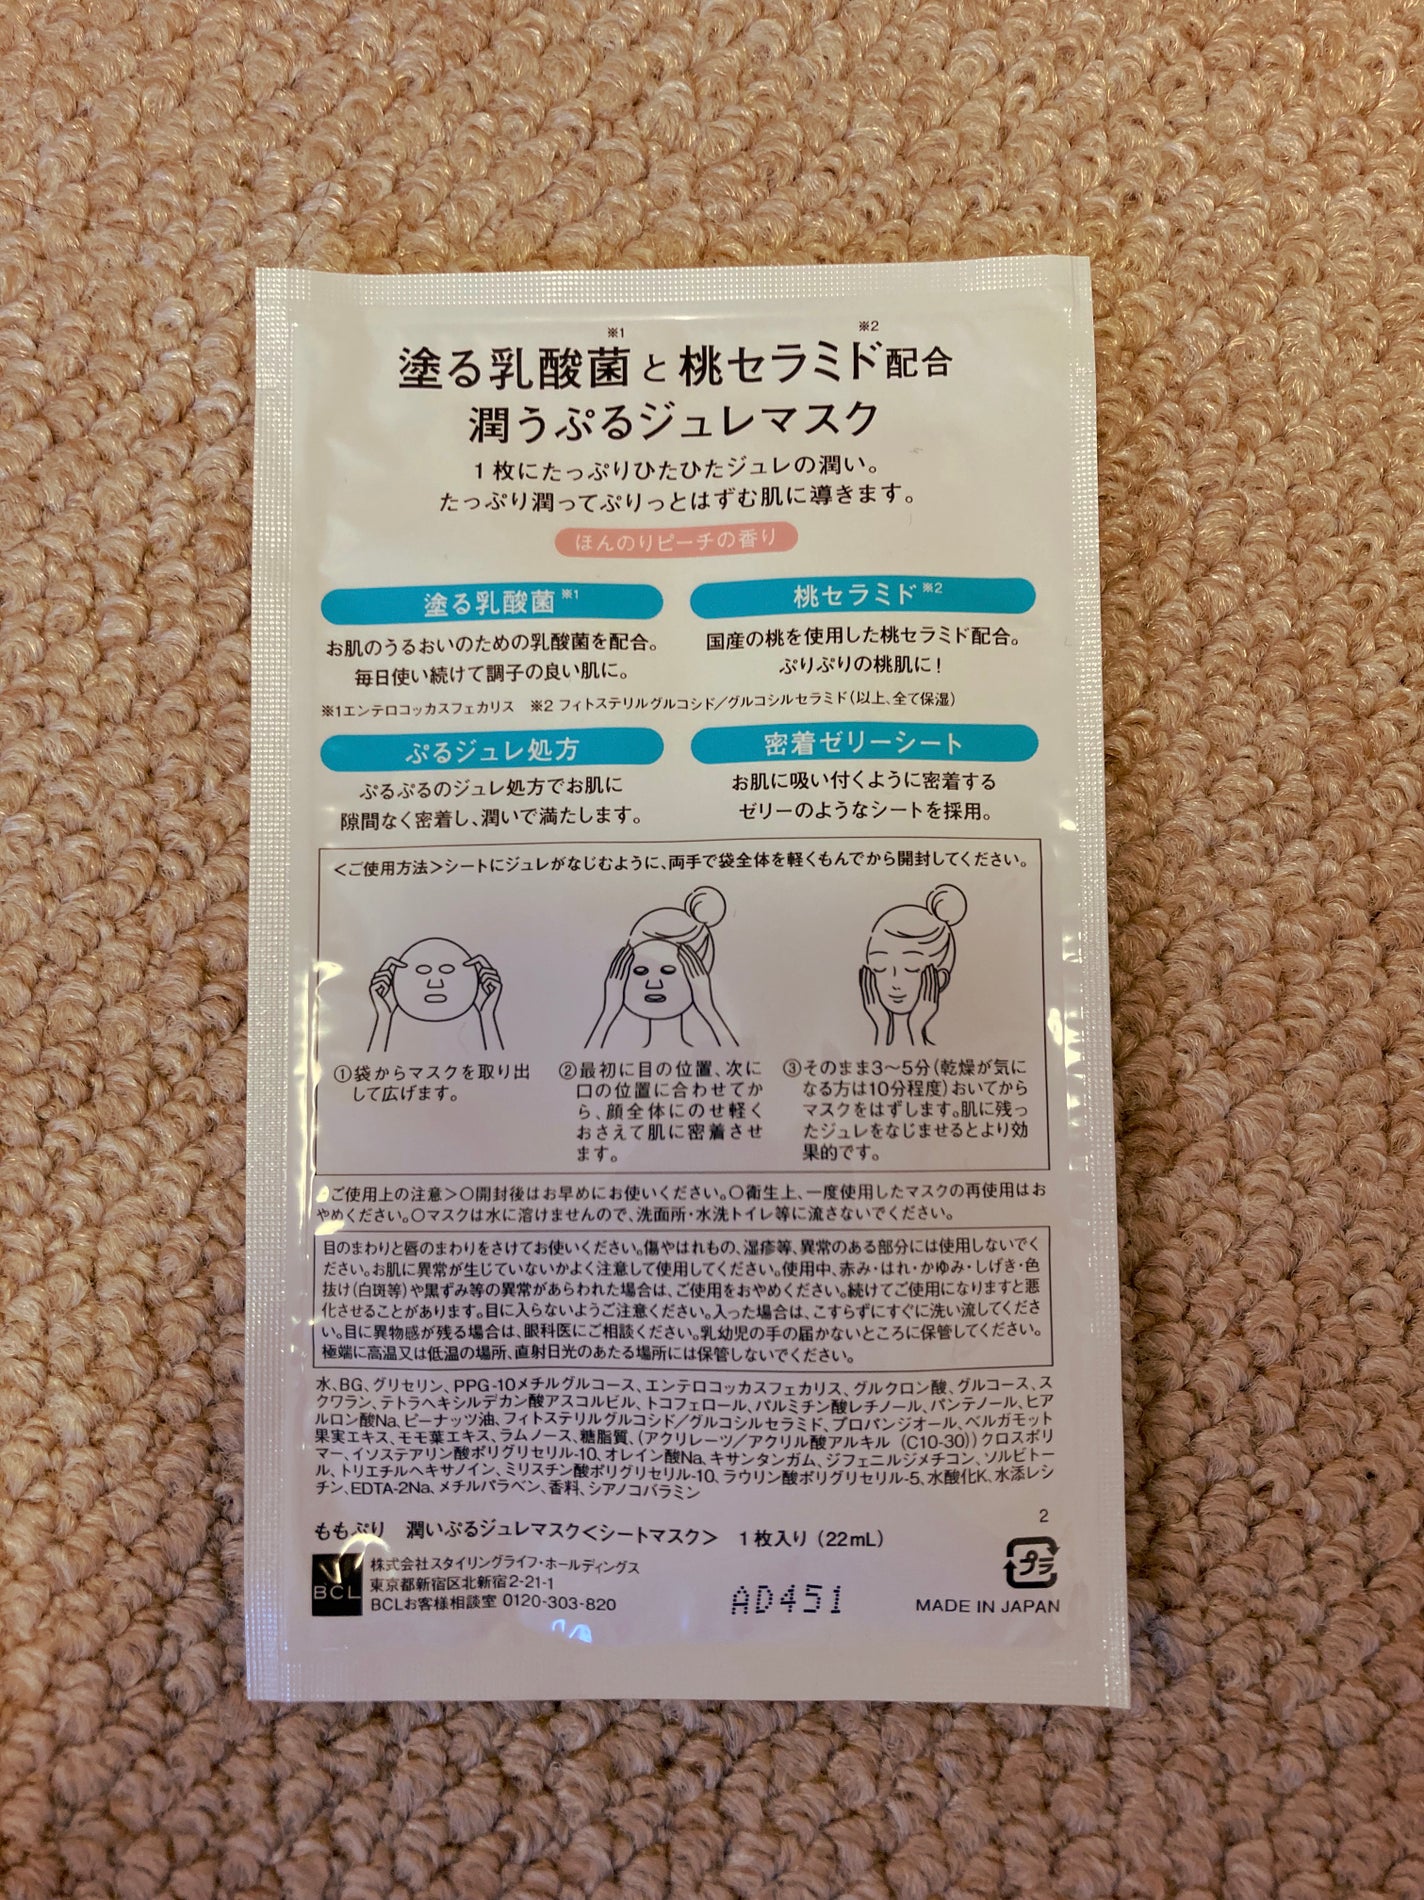 ※1 ※2
塗る乳酸菌と桃セラミド配合
潤うぷるジュレマスク
1枚にたっぷりひたひたジュレの潤い。
たっぷり潤ってぷりっとはずむ肌に導きます。
ほんのりピーチの香り
塗る乳酸菌※1
お肌のうるおいのための乳酸菌を配合。
毎日使い続けて調子の良い肌に。
桃セラミド※2
国産の桃を使用した桃セラミド配合。
ぷりぷりの桃肌に!
※1エンテロコッカスフェカリス ※2 フィトステリルグルコシド/グルコシルセラミド(以上、全て保湿)
ぷるジュレ処方
ぷるぷるのジュレ処方でお肌に
隙間なく密着し、潤いで満たします。
密着ゼリーシート
お肌に吸い付くように密着する
ゼリーのようなシートを採用。
<ご使用方法>シートにジュレがなじむように、両手で袋全体を軽くもんでから開封してください。
①袋からマスクを取り出
して広げます。
②最初に目の位置、次に
口の位置に合わせてか
ら、顔全体にのせ軽く
おさえて肌に密着させ
ます。
③そのまま3〜5分(乾燥が気に
なる方は10分程度)おいてから
マスクをはずします。肌に残っ
たジュレをなじませるとより効
果的です。
ご使用上の注意>○開封後はお早めにお使いください。○衛生上、一度使用したマスクの再使用はお
やめください。○マスクは水に溶けませんので、洗面所・水洗トイレ等に流さないでください。
目のまわりと唇のまわりをさけてお使いください。傷やはれもの、湿疹等、異常のある部分には使用しないでく
ださい。お肌に異常が生じていないかよく注意して使用してください。使用中、赤み・はれ・かゆみ・しげき・色
抜け(白斑等)や黒ずみ等の異常があらわれた場合は、ご使用をおやめください。続けてご使用になりますと悪
化させることがあります。目に入らないようご注意ください。入った場合は、こすらずにすぐに洗い流してくださ
い。目に異物感が残る場合は、眼科医にご相談ください。乳幼児の手の届かないところに保管してください。
極端に高温又は低温の場所、直射日光のあたる場所には保管しないでください。
水、BG、グリセリン、PPG-10メチルグルコース、エンテロコッカスフェカリス、グルクロン酸、グルコース、ス
クワラン、テトラヘキシルデカン酸アスコルビル、トコフェロール、パルミチン酸レチノール、パンテノール、ヒア
ルロン酸Na、ピーナッツ油、フィトステリルグルコシド/グルコシルセラミド、プロパンジオール、ベルガモット
果実エキス、モモ葉エキス、ラムノース、糖脂質、(アクリレーツ/アクリル酸アルキル(C10-30))クロスポリ
マー、イソステアリン酸ポリグリセリル-10、オレイン酸Na、キサンタンガム、ジフェニルジメチコン、ソルビトー
ル、トリエチルヘキサノイン、ミリスチン酸ポリグリセリル-10、ラウリン酸ポリグリセリル-5、水酸化K、水添レシ
チン、EDTA-2Na、メチルパラベン、香料、シアノコバラミン
2
ももぷり 潤いぷるジュレマスク<シートマスク> 1枚入り(22mL)
BCL
株式会社スタイリングライフ・ホールディングス
東京都新宿区北新宿2-21-1
BCLお客様相談室 0120-303-820
AD451
プラ
MADE IN JAPAN